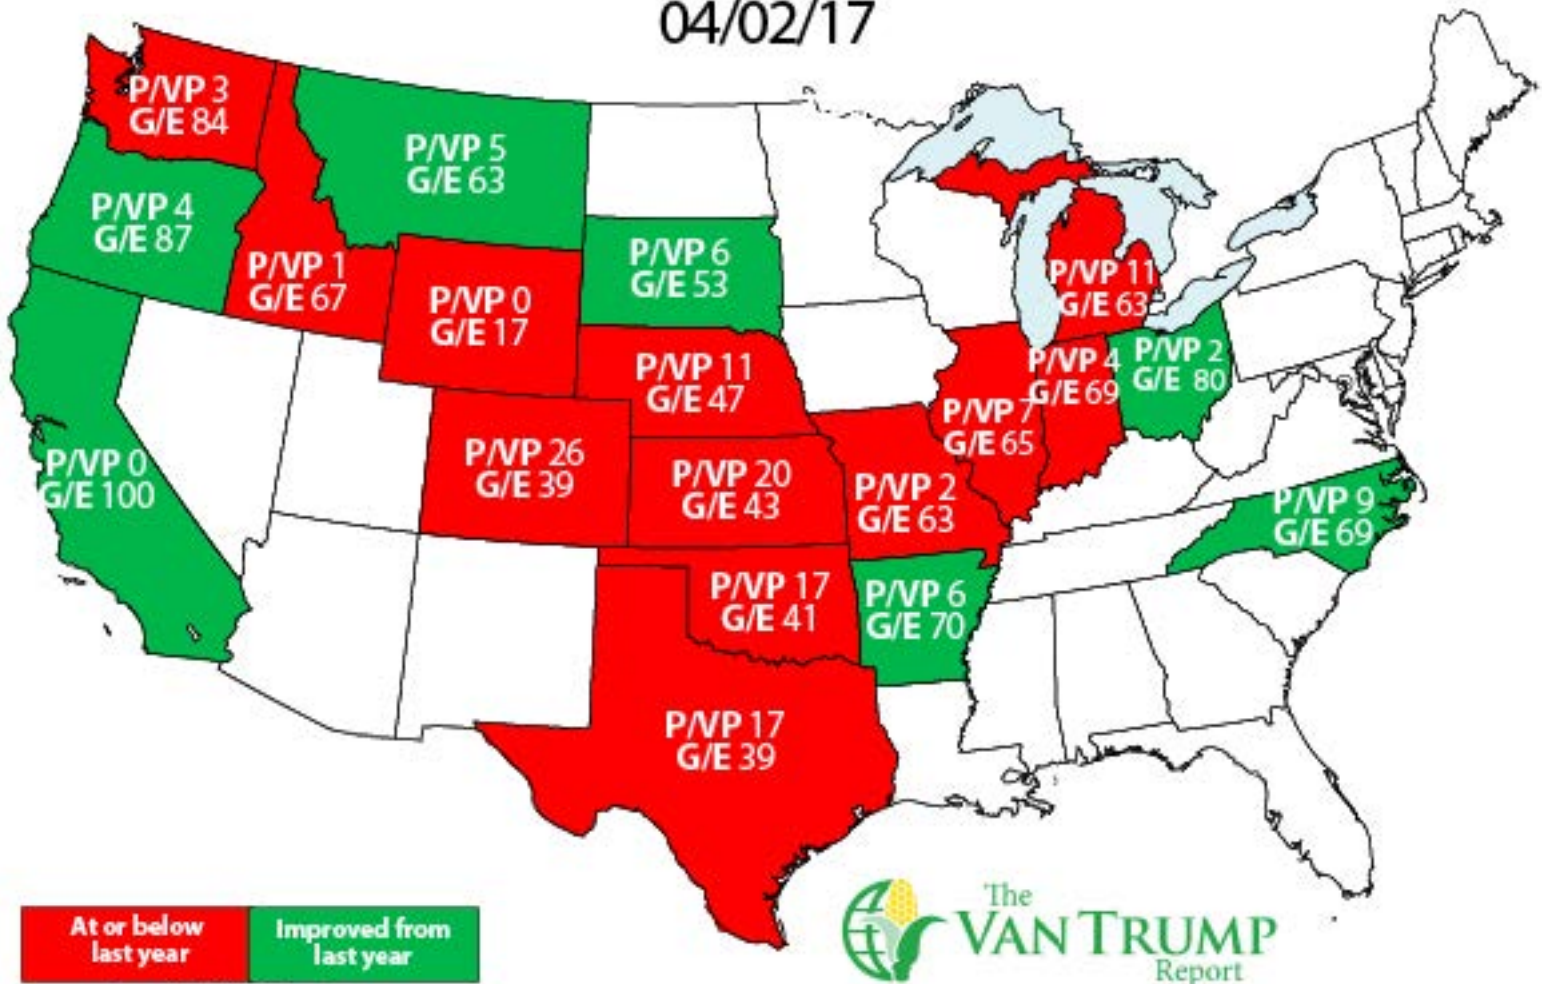 04/02/17
P/VP 3
G/E 84
P/VP 5
G/E 63
P/VP 4
G/E 87
P/VP 1
G/E 67
P/VP 0
G/E 17
P/VP 6
G/E 53
P/VP 11
G/E 63
P/VP 11
G/E 47
P/VP 7
G/E 65
P/VP 4
G/E 69
P/VP 2
G/E 80
P/VP 0
G/E 100
P/VP 26
G/E 39
P/VP 20
G/E 43
P/VP 2
G/E 63
P/VP 9
G/E 69
P/VP 17
G/E 41
P/VP 6
G/E 70
P/VP 17
G/E 39
At or below
last year
Improved from
last year
The
VAN TRUMP
Report